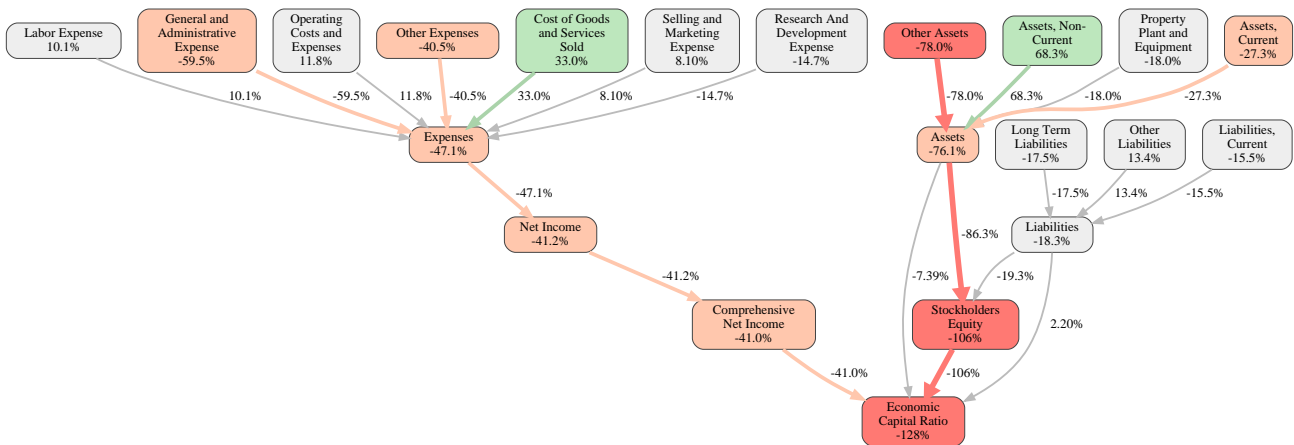 Labor Expense
10.1%
General and
Administrative
Expense
-59.5%
Operating
Costs and
Expenses
11.8%
Other Expenses
-40.5%
Cost of Goods
and Services
Sold
33.0%
Selling and
Marketing
Expense
8.10%
Research And
Development
Expense
-14.7%
Other Assets
-78.0%
Assets, Non-
Current
68.3%
Property
Plant and
Equipment
-18.0%
Assets,
Current
-27.3%
10.1%
-59.5%
11.8%
-40.5%
33.0%
8.10%
-14.7%
-78.0%
68.3%
-18.0%
-27.3%
Expenses
-47.1%
Assets
-76.1%
Long Term
Liabilities
-17.5%
Other
Liabilities
13.4%
Liabilities,
Current
-15.5%
-47.1%
-17.5%
13.4%
-15.5%
Net Income
-41.2%
-86.3%
Liabilities
-18.3%
-41.2%
-7.39%
-19.3%
Comprehensive
Net Income
-41.0%
Stockholders
Equity
-106%
2.20%
-41.0%
-106%
Economic
Capital Ratio
-128%